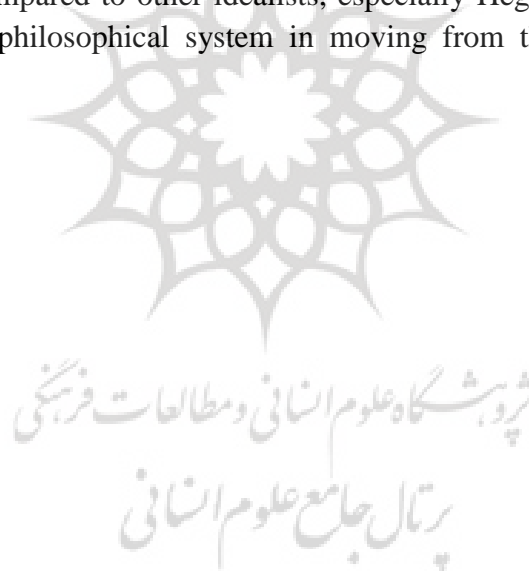 mpared to other idealists, especially Heg
philosophical system in moving from t
پژوهشگاه علوم انسانی و مطالعات فرهنگی
پرتال جامع علوم انسانی